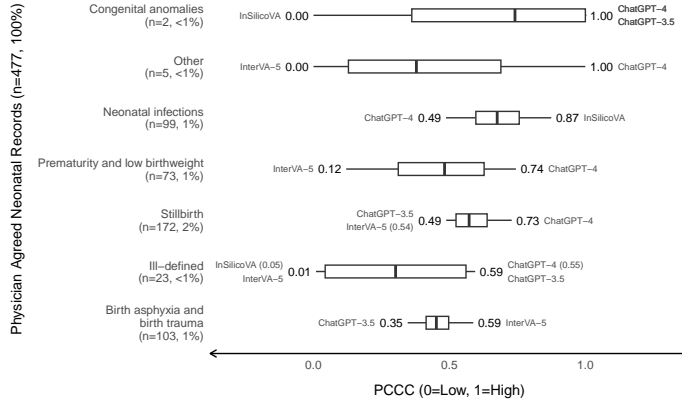 Physician Agreed Neonatal Records (n=477, 100%)
Congenital anomalies
(n=2, <1%)
InSilicoVA 0.00
1.00 ChatGPT−4
ChatGPT−3.5
Other
(n=5, <1%)
InterVA−5 0.00
1.00 ChatGPT−4
Neonatal infections
(n=99, 1%)
ChatGPT−4 0.49
0.87 InSilicoVA
Prematurity and low birthweight
(n=73, 1%)
InterVA−5 0.12
0.74 ChatGPT−4
Stillbirth
(n=172, 2%)
ChatGPT−3.5
InterVA−5 (0.54)
0.49
0.73 ChatGPT−4
Ill−defined
(n=23, <1%)
InSilicoVA (0.05)
InterVA−5
0.01
0.59
ChatGPT−4 (0.55)
ChatGPT−3.5
Birth asphyxia and
birth trauma
(n=103, 1%)
ChatGPT−3.5 0.35
0.59 InterVA−5
0.0 0.5 1.0
PCCC (0=Low, 1=High)